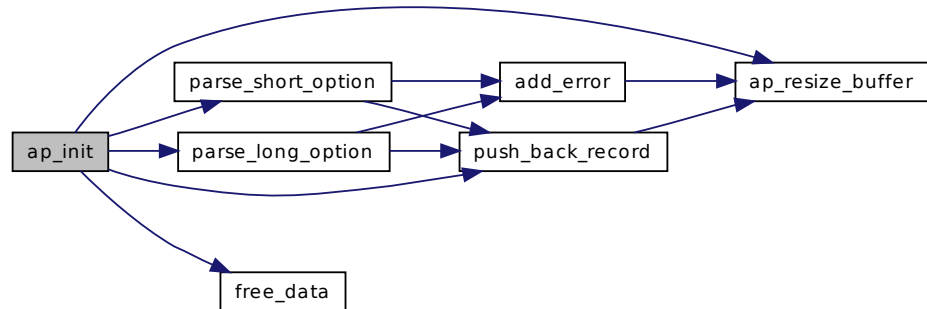 parse_short_option
add_error
ap_resize_buffer
ap_init
parse_long_option
push_back_record
free_data